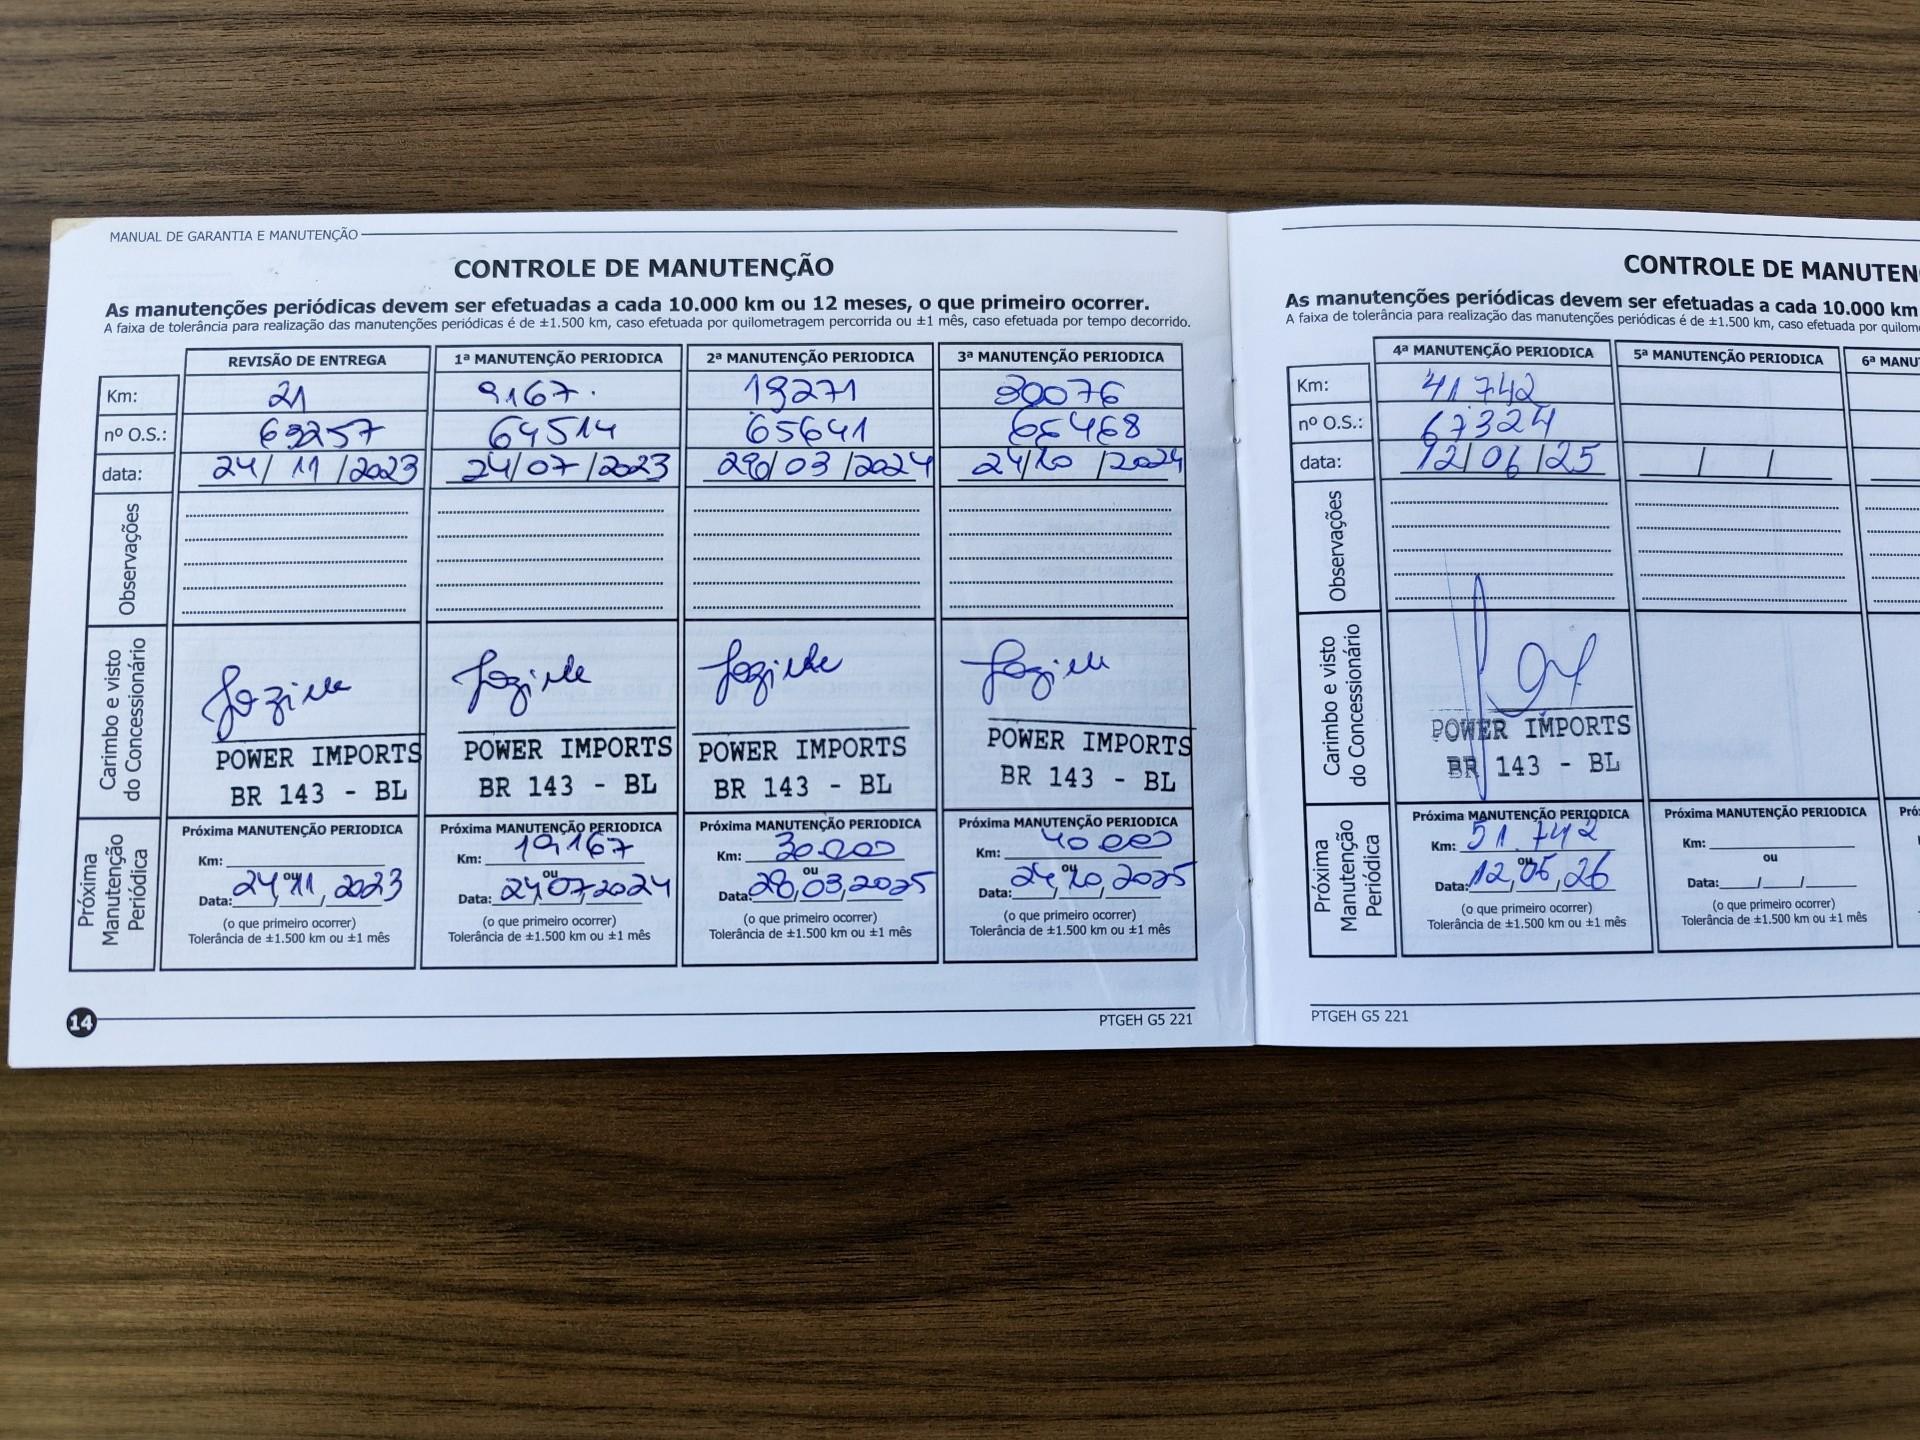 MANUAL DE GARANTIA E MANUTENÇÃO
CONTROLE DE MANUTENÇÃO
As manutenções periódicas devem ser efetuadas a cada 10.000 km ou 12 meses, o que primeiro ocorrer.
A faixa de tolerância para realização das manutenções periódicas é de ±1.500 km, caso efetuada por quilometragem percorrida ou ±1 mês, caso efetuada por tempo decorrido.
REVISÃO DE ENTREGA 1ª MANUTENÇÃO PERIODICA 2ª MANUTENÇÃO PERIODICA 3ª MANUTENÇÃO PERIODICA
Km: 21 9.167. 19271 30076
nº O.S.: 63257 64514 65641 66468
data: 24/11/2023 24/07/2023 28/03/2024 24/10/2024
Observações
Carimbo e visto do Concessionário
POWER IMPORTS POWER IMPORTS POWER IMPORTS POWER IMPORTS
BR 143 - BL BR 143 - BL BR 143 - BL BR 143 - BL
Próxima Manutenção Periódica
Próxima MANUTENÇÃO PERIODICA Próxima MANUTENÇÃO PERIODICA Próxima MANUTENÇÃO PERIODICA Próxima MANUTENÇÃO PERIODICA
Km: Km: 19.167 Km: 30.000 Km: 40 000
ou ou ou ou
Data: 24,11,2023 Data: 24,07,2024 Data: 28,03,2025 Data: 24,10,2025
(o que primeiro ocorrer) (o que primeiro ocorrer) (o que primeiro ocorrer) (o que primeiro ocorrer)
Tolerância de ±1.500 km ou ±1 mês Tolerância de ±1.500 km ou ±1 mês Tolerância de ±1.500 km ou ±1 mês Tolerância de ±1.500 km ou ±1 mês
14 PTGEH G5 221
CONTROLE DE MANUTENÇ
As manutenções periódicas devem ser efetuadas a cada 10.000 km
A faixa de tolerância para realização das manutenções periódicas é de ±1.500 km, caso efetuada por quilom
4ª MANUTENÇÃO PERIODICA 5ª MANUTENÇÃO PERIODICA 6ª MANU
Km: 41.742
nº O.S.: 67324
data: 12/06/25 / /
Observações
Carimbo e visto do Concessionário
POWER IMPORTS
BR 143 - BL
Próxima Manutenção Periódica
Próxima MANUTENÇÃO PERIODICA Próxima MANUTENÇÃO PERIODICA Pró
Km: 51.742 Km:
ou ou
Data: 12,06,26 Data: / /
(o que primeiro ocorrer) (o que primeiro ocorrer)
Tolerância de ±1.500 km ou ±1 mês Tolerância de ±1.500 km ou ±1 mês
PTGEH G5 221